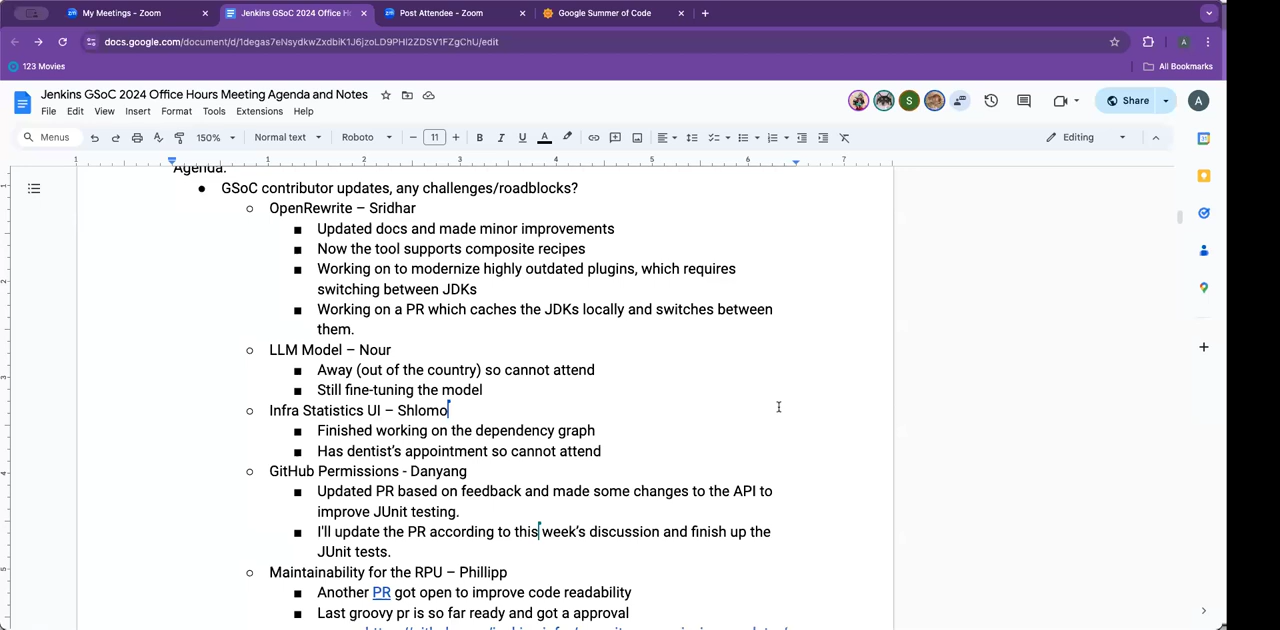 My Meetings - Zoom
Jenkins GSoC 2024 Office H
Post Attendee - Zoom
Google Summer of Code
docs.google.com/document/d/1degas7eNsydkwZxdbiK1J6jzoLD9PHI2ZDSV1FZgChU/edit
A
123 Movies
All Bookmarks
Jenkins GSoC 2024 Office Hours Meeting Agenda and Notes
S
Share
A
File Edit View Insert Format Tools Extensions Help
Menus
150%
Normal text
Roboto
11
B I U A
Editing
1 1 2 3 4 5 6 7
Agenda:
● GSoC contributor updates, any challenges/roadblocks?
○ OpenRewrite – Sridhar
■ Updated docs and made minor improvements
■ Now the tool supports composite recipes
■ Working on to modernize highly outdated plugins, which requires
switching between JDKs
■ Working on a PR which caches the JDKs locally and switches between
them.
○ LLM Model – Nour
■ Away (out of the country) so cannot attend
■ Still fine-tuning the model
○ Infra Statistics UI – Shlomo
■ Finished working on the dependency graph
■ Has dentist’s appointment so cannot attend
○ GitHub Permissions - Danyang
■ Updated PR based on feedback and made some changes to the API to
improve JUnit testing.
■ I'll update the PR according to this week’s discussion and finish up the
JUnit tests.
○ Maintainability for the RPU – Phillipp
■ Another PR got open to improve code readability
■ Last groovy pr is so far ready and got a approval